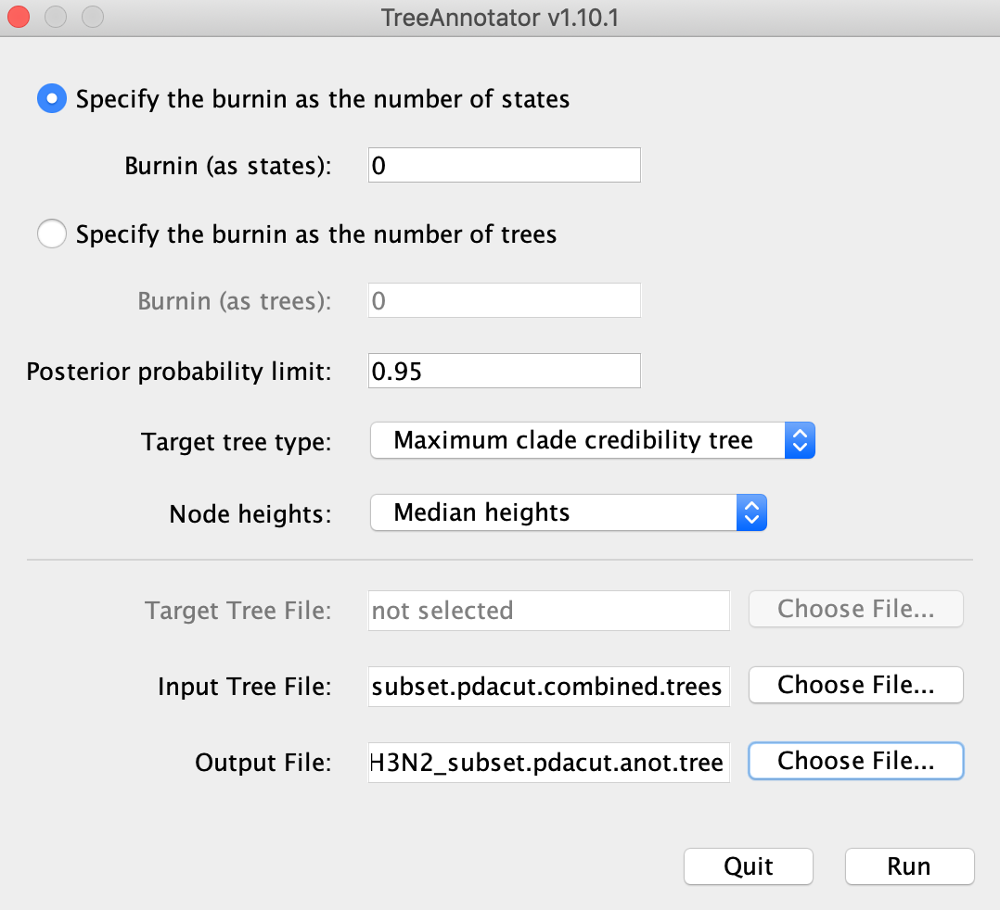 TreeAnnotator v1.10.1
Specify the burnin as the number of states
Burnin (as states): 0
Specify the burnin as the number of trees
Burnin (as trees): 0
Posterior probability limit: 0.95
Target tree type: Maximum clade credibility tree
Node heights: Median heights
Target Tree File: not selected Choose File...
Input Tree File: subset.pdacut.combined.trees Choose File...
Output File: H3N2_subset.pdacut.anot.tree Choose File...
Quit Run